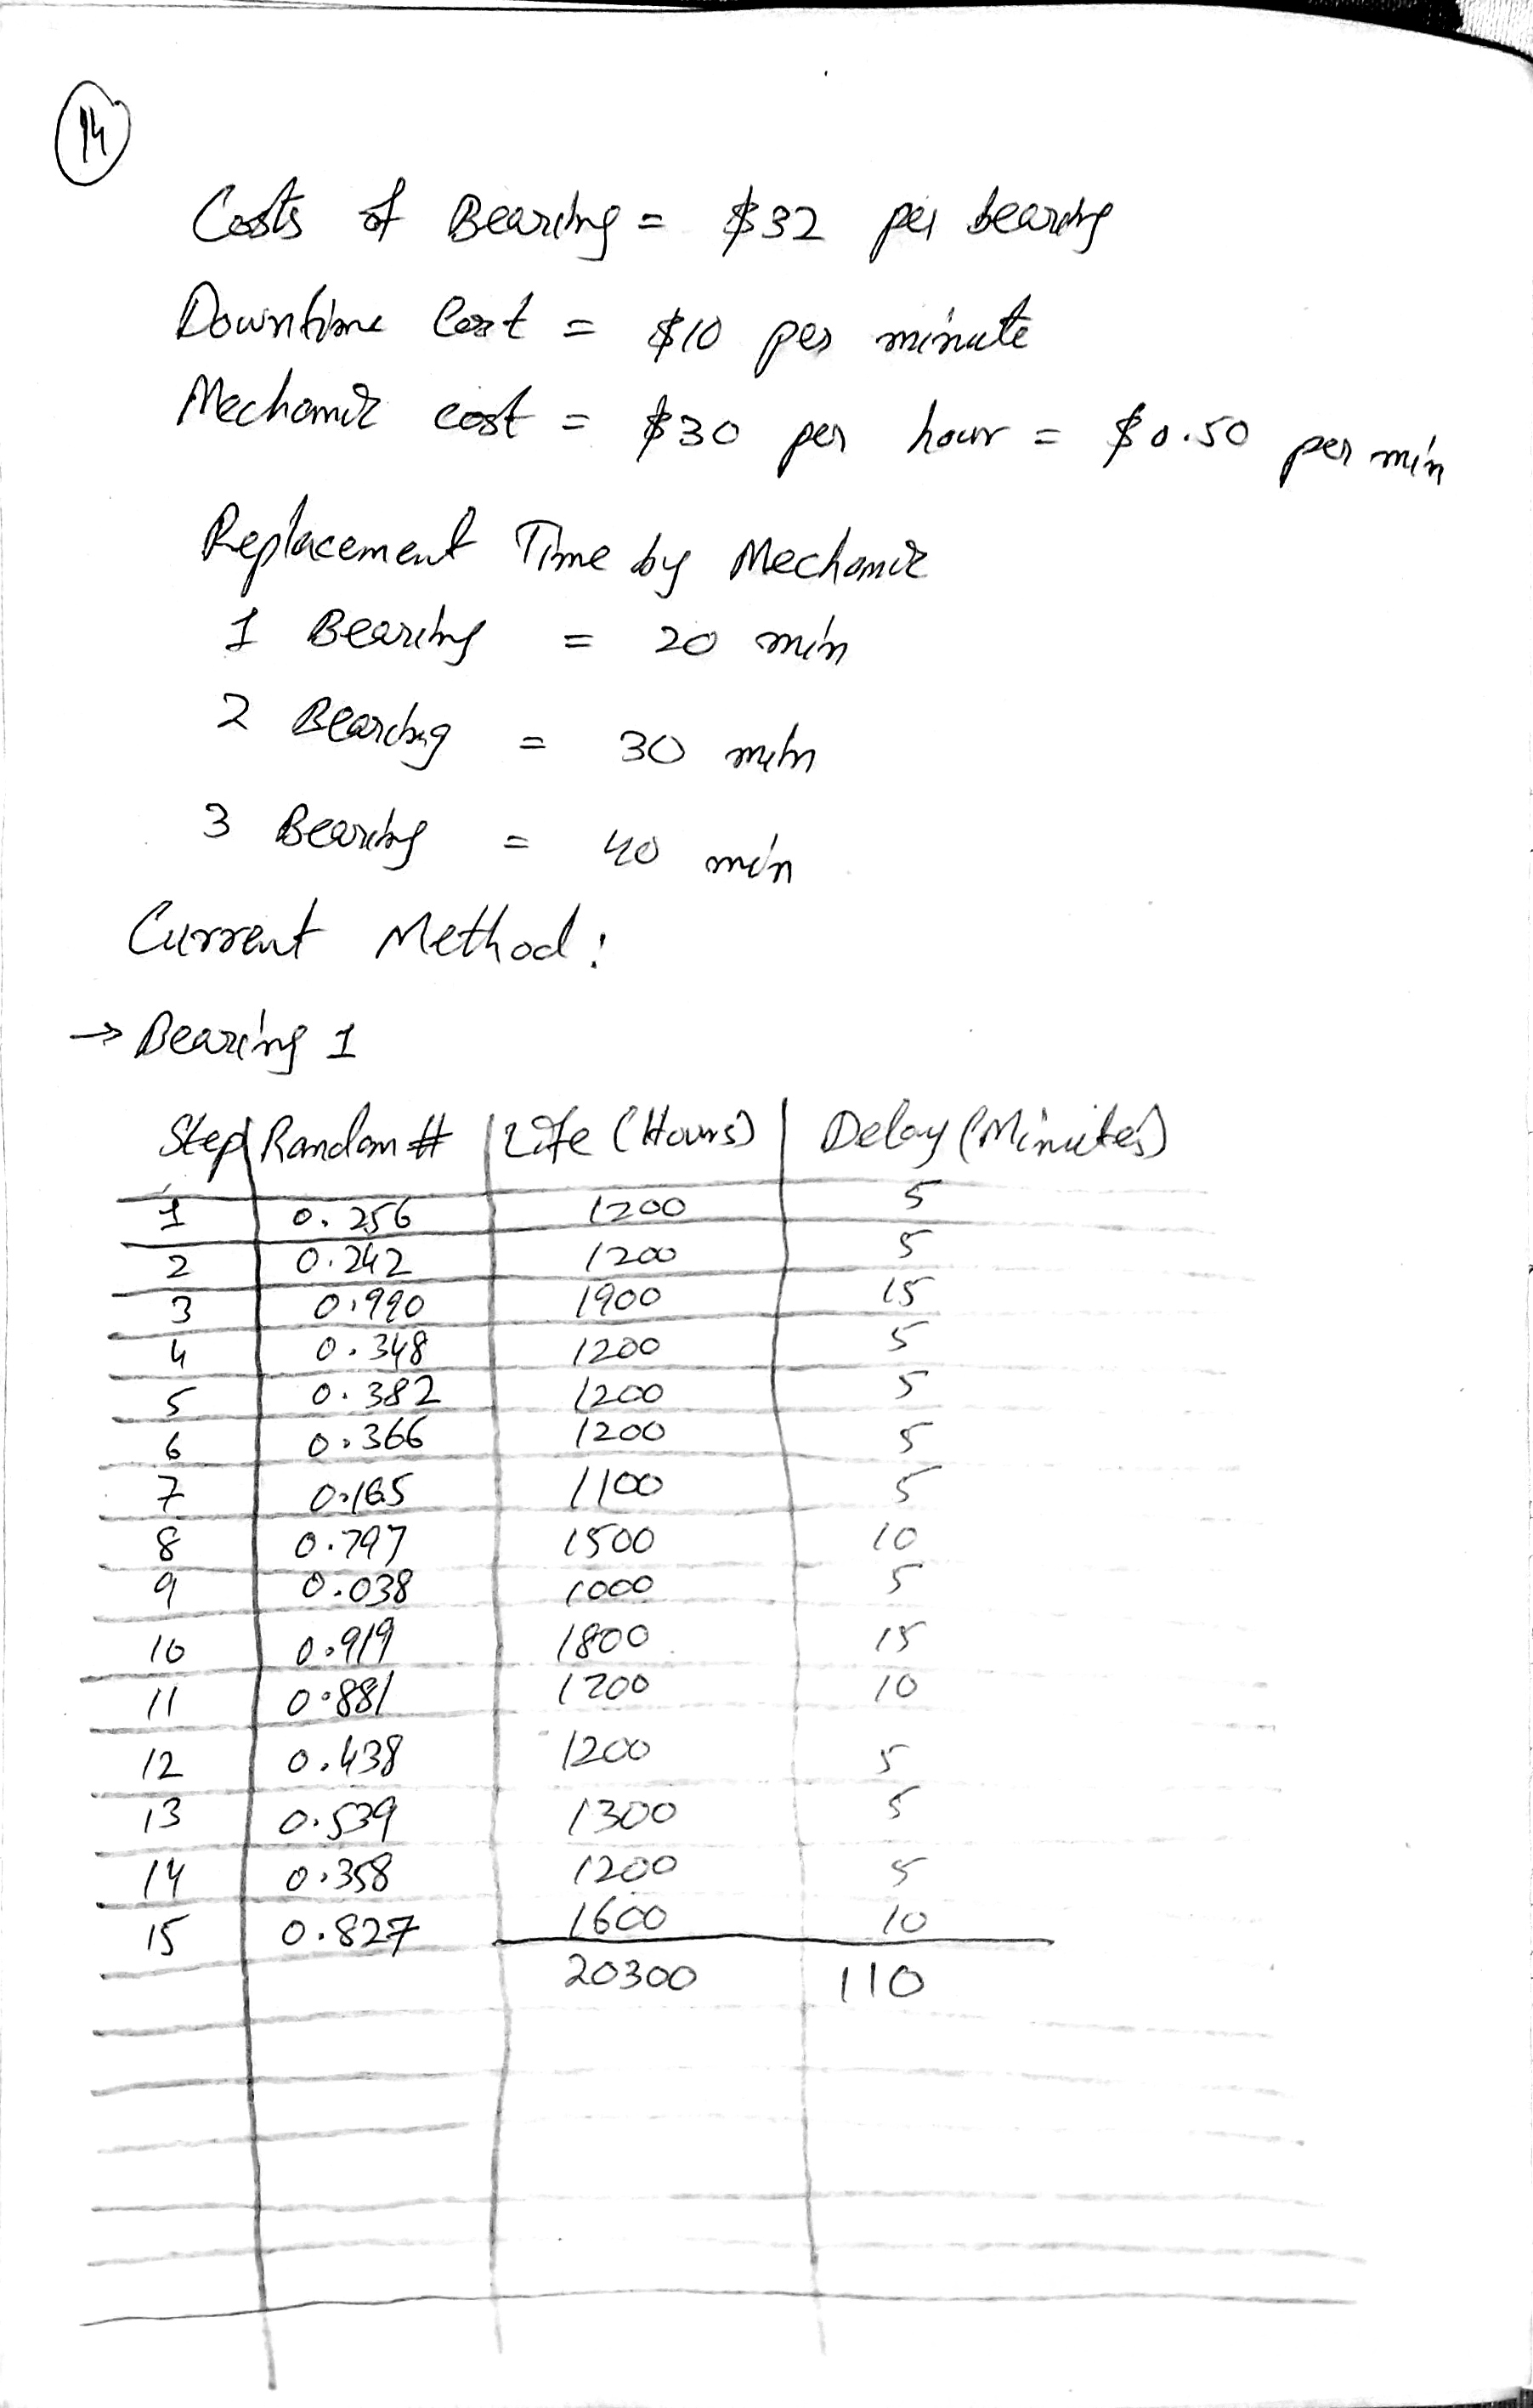 14
Costs of Bearing = $32 per bearing
Downtime Cost = $10 per minute
Mechanic cost = $30 per hour = $0.50 per min
Replacement Time by Mechanic
1 Bearing = 20 min
2 Bearing = 30 min
3 Bearing = 40 min
Current Method:
→ Bearing 1
Step Random # Life (Hours) Delay (Minutes)
1 0.256 1200 5
2 0.242 1200 5
3 0.990 1900 15
4 0.348 1200 5
5 0.382 1200 5
6 0.366 1200 5
7 0.165 1100 5
8 0.797 1500 10
9 0.038 1000 5
10 0.919 1800 15
11 0.881 1700 10
12 0.438 1200 5
13 0.539 1300 5
14 0.358 1200 5
15 0.827 1600 10
20300 110